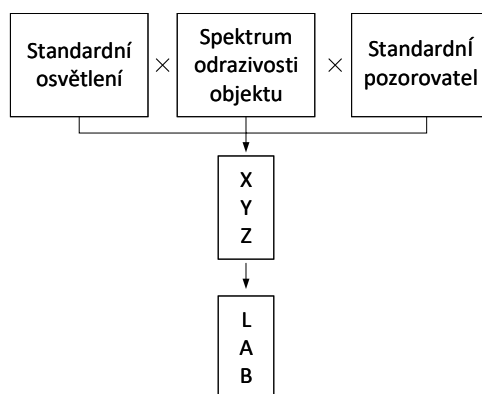 Standardní
osvětlení
×
Spektrum
odrazivosti
objektu
×
Standardní
pozorovatel
X
Y
Z
L
A
B